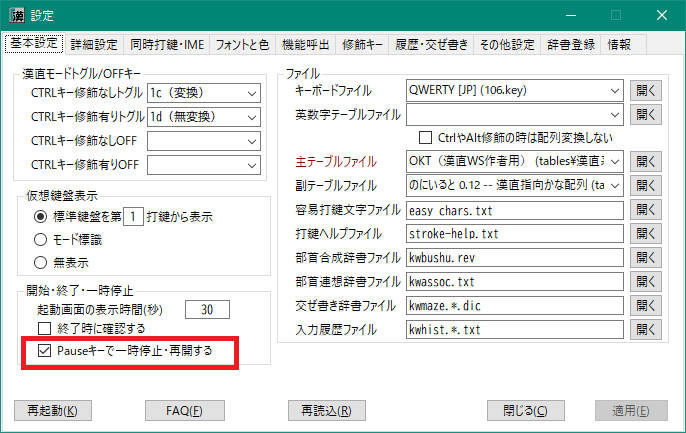 設定
基本設定 詳細設定 同時打鍵・IME フォントと色 機能呼出 修飾キー 履歴・交ぜ書き その他設定 辞書登録 情報
漢直モードトグル/OFFキー
CTRLキー修飾なしトグル 1c（変換）
CTRLキー修飾有りトグル 1d（無変換）
CTRLキー修飾なしOFF
CTRLキー修飾有りOFF
仮想鍵盤表示
標準鍵盤を第 1 打鍵から表示
モード標識
無表示
開始・終了・一時停止
起動画面の表示時間(秒) 30
終了時に確認する
Pauseキーで一時停止・再開する
ファイル
キーボードファイル QWERTY [JP] (106.key) 開く
英数字テーブルファイル 開く
CtrlやAlt修飾の時は配列変換しない
主テーブルファイル OKT（漢直WS作者用） (tables¥漢直 開く
副テーブルファイル のにいると 0.12 -- 漢直指向かな配列 (ta 開く
容易打鍵文字ファイル easy_chars.txt 開く
打鍵ヘルプファイル stroke-help.txt 開く
部首合成辞書ファイル kwbushu.rev 開く
部首連想辞書ファイル kwassoc.txt 開く
交ぜ書き辞書ファイル kwmaze.*.dic 開く
入力履歴ファイル kwhist.*.txt 開く
再起動(K) FAQ(F) 再読込(R) 閉じる(C) 適用(E)